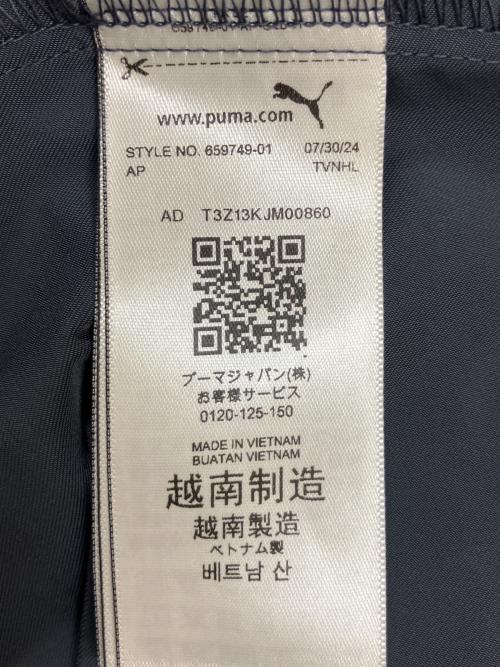 www.puma.com
STYLE NO. 659749-01 07/30/24
AP TVNHL
AD T3Z13KJM00860
プーマジャパン(株)
お客様サービス
0120-125-150
MADE IN VIETNAM
BUATAN VIETNAM
越南制造
越南製造
ベトナム製
베트남 산